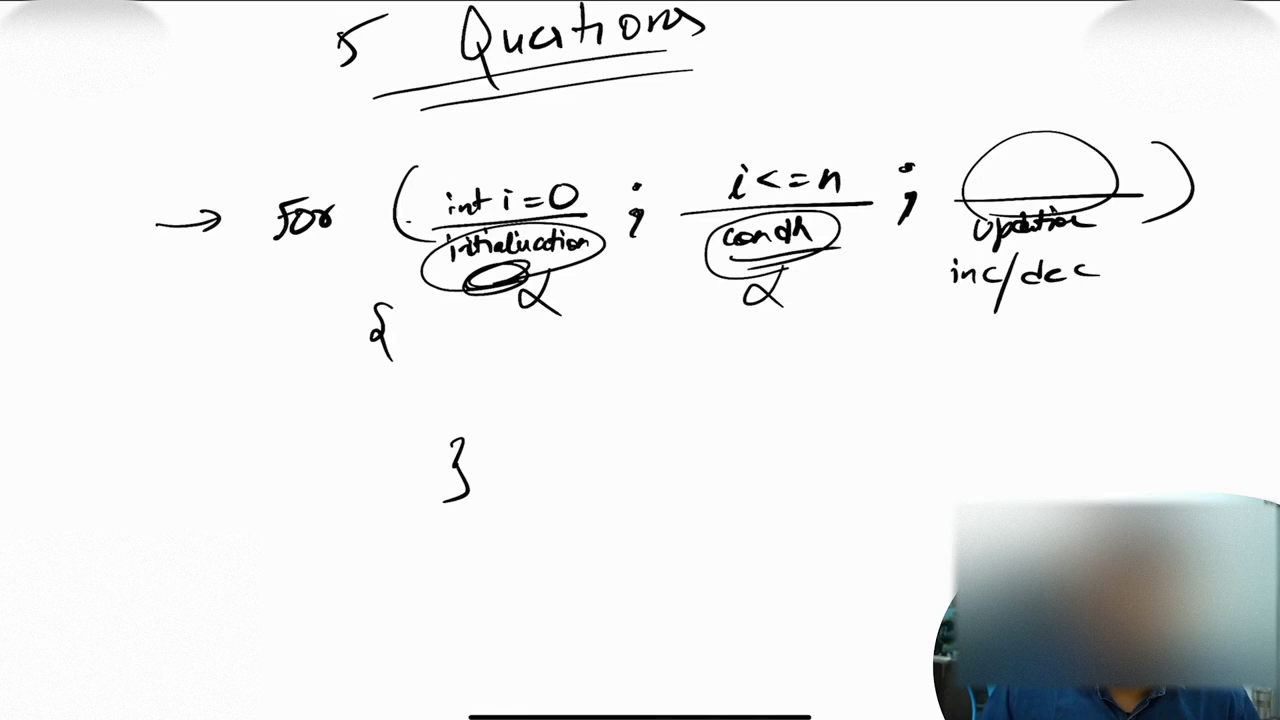 5 Questions
→ For ( int i = 0 ; i <= n ; )
initialization condn updation
α α inc/dec
{
}